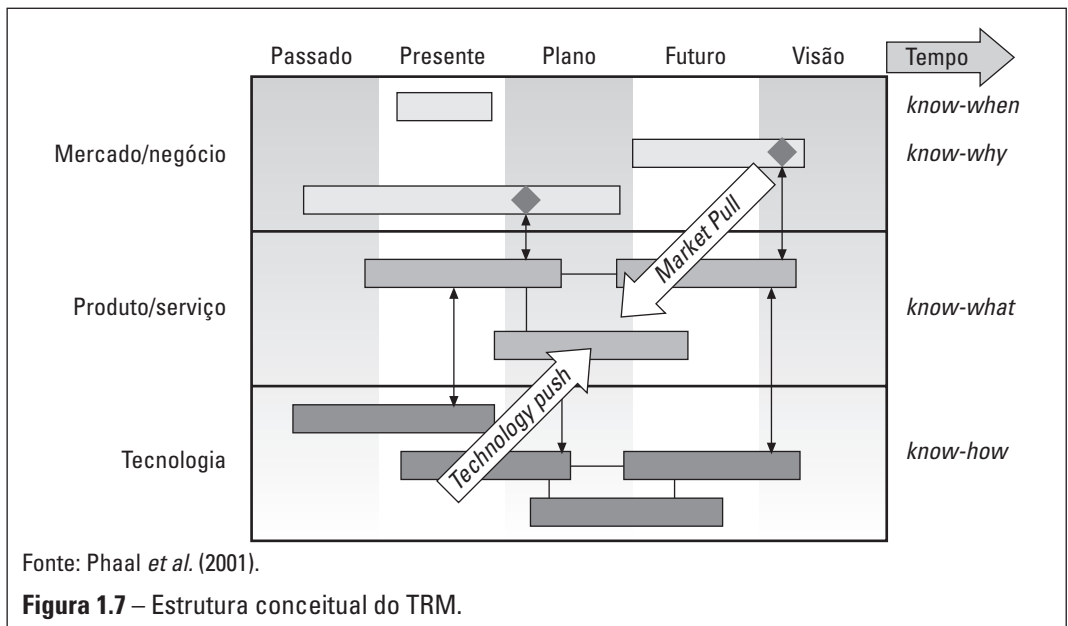 Passado Presente Plano Futuro Visão Tempo
know-when
Mercado/negócio know-why
Market Pull
Produto/serviço know-what
Technology push
Tecnologia know-how
Fonte: Phaal et al. (2001).
Figura 1.7 – Estrutura conceitual do TRM.